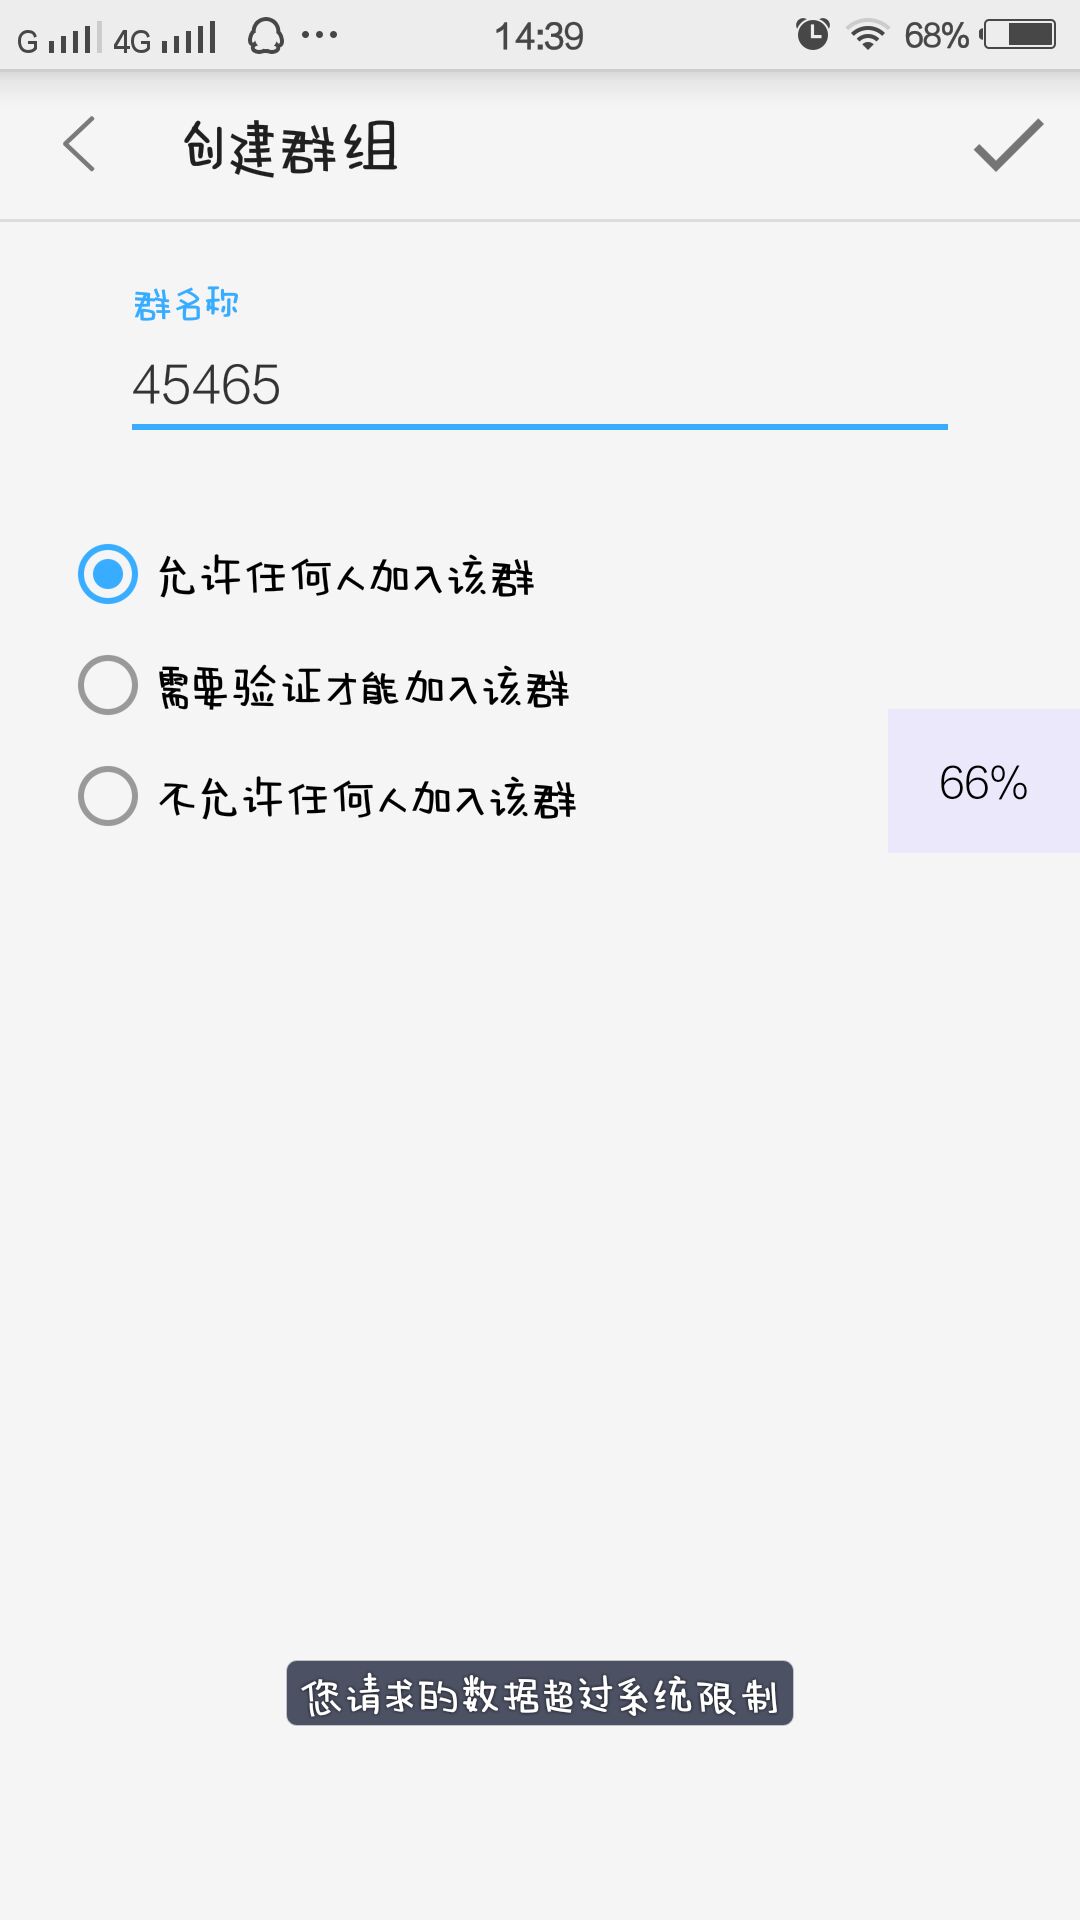 G 4G 14:39 68%
创建群组
群名称
45465
允许任何人加入该群
需要验证才能加入该群
不允许任何人加入该群
66%
您请求的数据超过系统限制